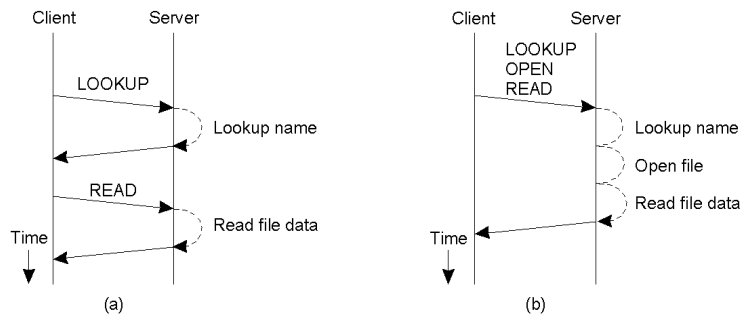 Client Server
LOOKUP
Lookup name
READ
Read file data
Time
(a)
Client Server
LOOKUP
OPEN
READ
Lookup name
Open file
Read file data
Time
(b)